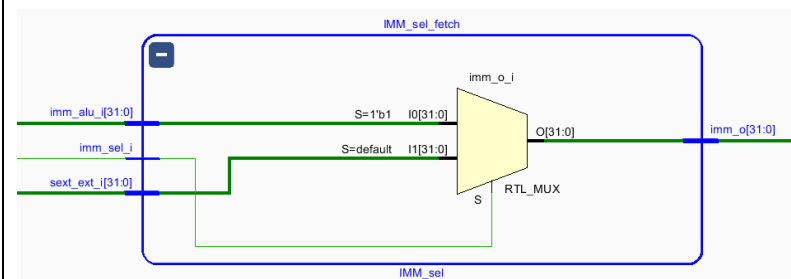 IMM_sel_fetch
imm_o_i
imm_alu_i[31:0]
S=1'b1 I0[31:0]
O[31:0]
imm_o[31:0]
imm_sel_i
S=default I1[31:0]
sext_ext_i[31:0]
S
RTL_MUX
IMM_sel